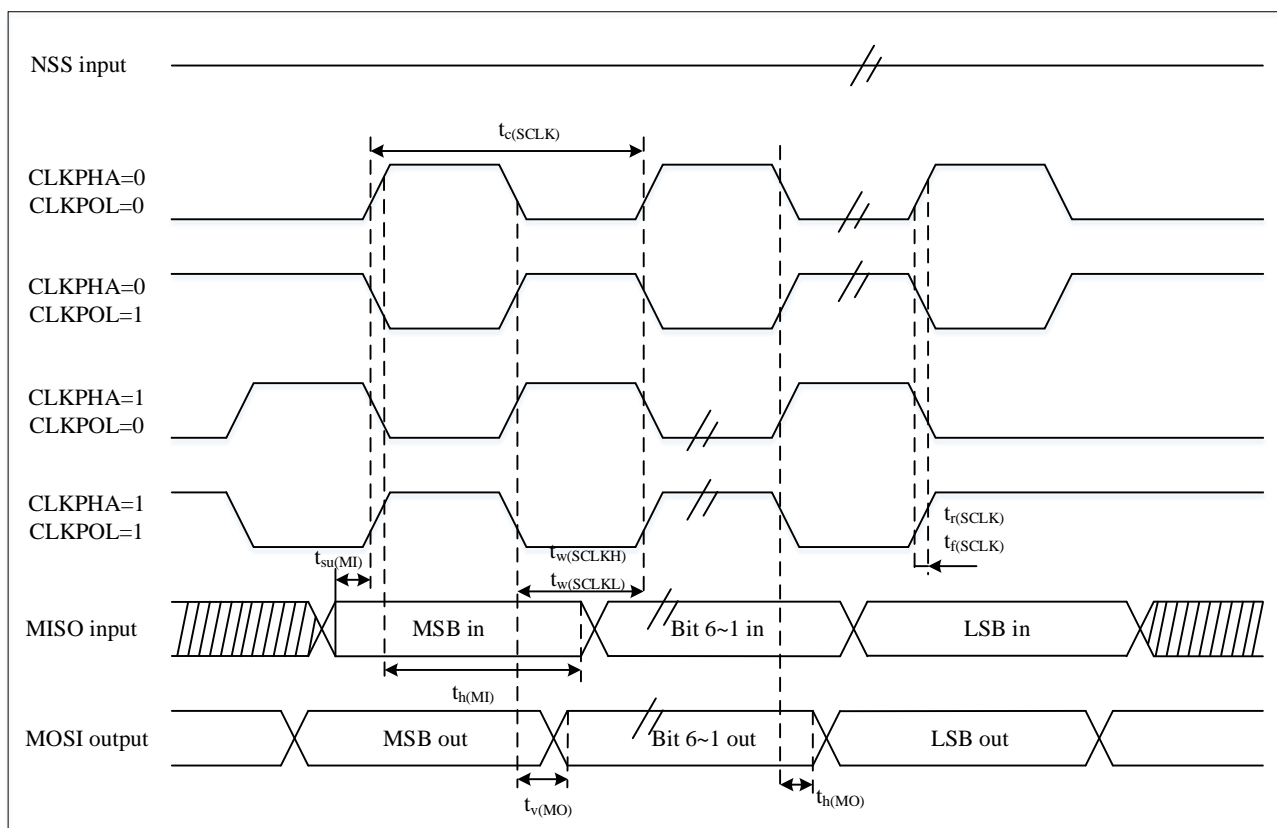 NSS input
tc(SCLK)
CLKPHA=0
CLKPOL=0
CLKPHA=0
CLKPOL=1
CLKPHA=1
CLKPOL=0
CLKPHA=1
CLKPOL=1
tr(SCLK)
tf(SCLK)
tsu(MI)
tw(SCLKH)
tw(SCLKL)
MISO input
MSB in
Bit 6~1 in
LSB in
th(MI)
MOSI output
MSB out
Bit 6~1 out
LSB out
tv(MO)
th(MO)